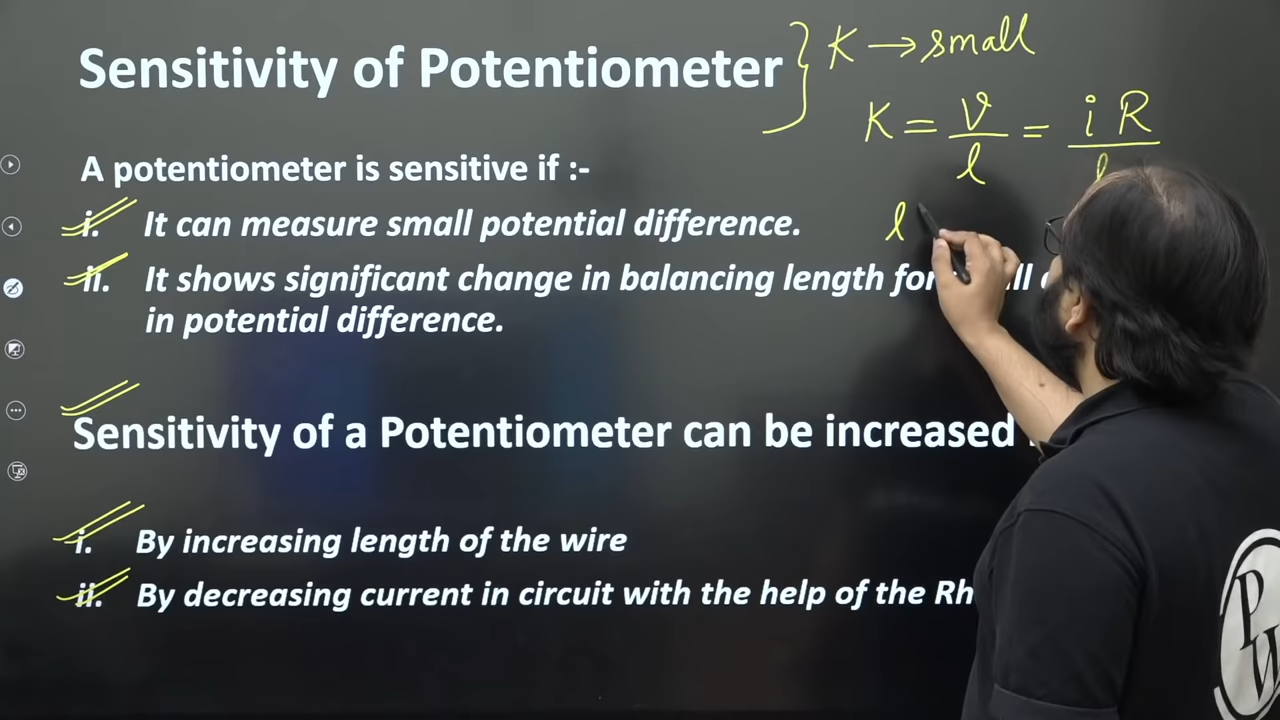 Sensitivity of Potentiometer } K → small
K = V/l = i R/l
A potentiometer is sensitive if :-
i. It can measure small potential difference.
l
ii. It shows significant change in balancing length for
in potential difference.
Sensitivity of a Potentiometer can be increased
i. By increasing length of the wire
ii. By decreasing current in circuit with the help of the Rh
PW